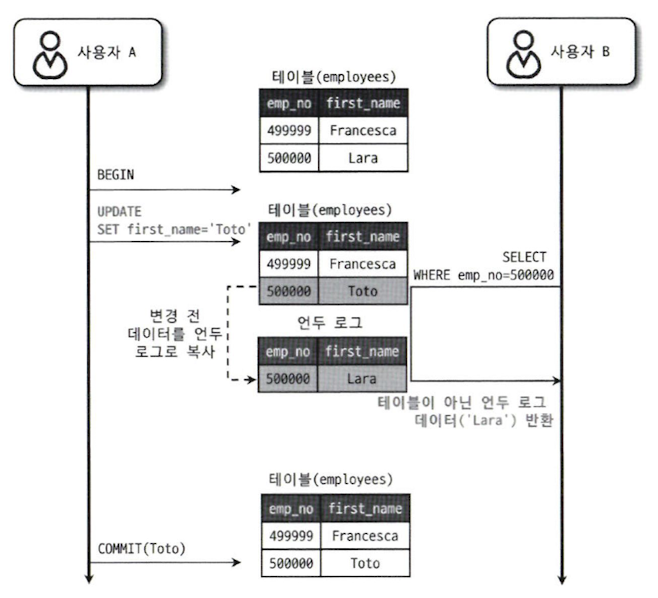 사용자 A
사용자 B
테이블(employees)
emp_no first_name
499999 Francesca
500000 Lara
BEGIN
UPDATE
SET first_name='Toto'
테이블(employees)
emp_no first_name
499999 Francesca
500000 Toto
SELECT
WHERE emp_no=500000
변경 전
데이터를 언두
로그로 복사
언두 로그
emp_no first_name
500000 Lara
테이블이 아닌 언두 로그
데이터('Lara') 반환
테이블(employees)
emp_no first_name
499999 Francesca
500000 Toto
COMMIT(Toto)